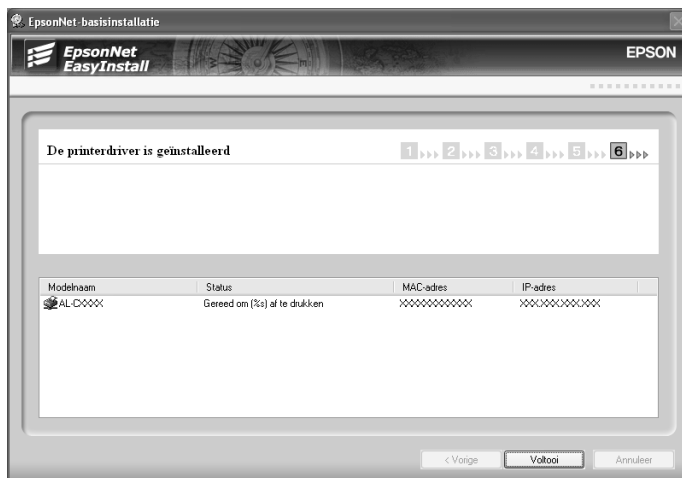 EpsonNet-basisinstallatie
EpsonNet
EasyInstall
EPSON
De printerdriver is geïnstalleerd
1 2 3 4 5 6
Modelnaam Status MAC-adres IP-adres
AL-CXXXX Gereed om (%s) af te drukken XXXXXXXXXXX XXX.XXX.XXX.XXX
< Vorige Voltooi Annuleer